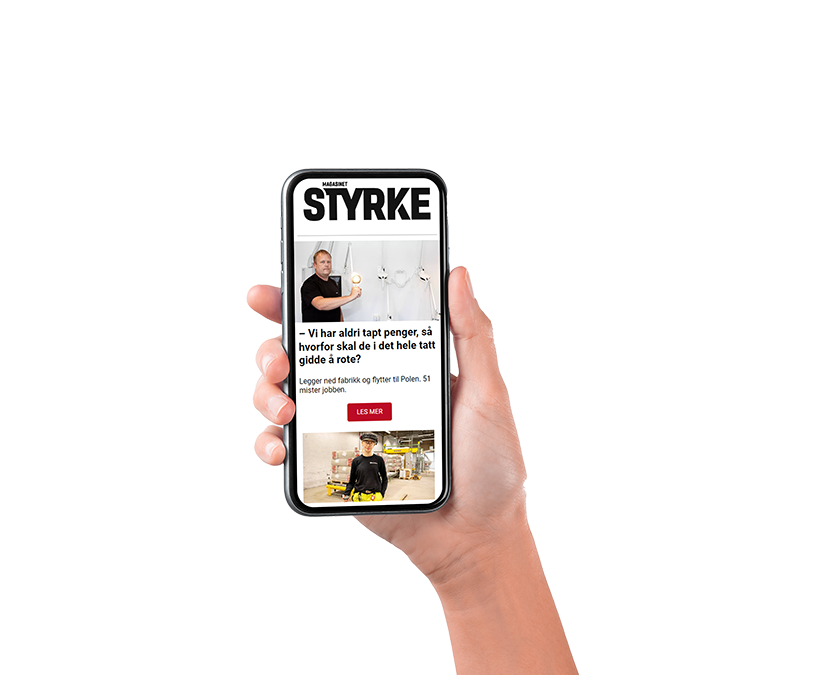 MAGASINET
STYRKE
– Vi har aldri tapt penger, så
hvorfor skal de i det hele tatt
gidde å rote?
Legger ned fabrikk og flytter til Polen. 51
mister jobben.
LES MER